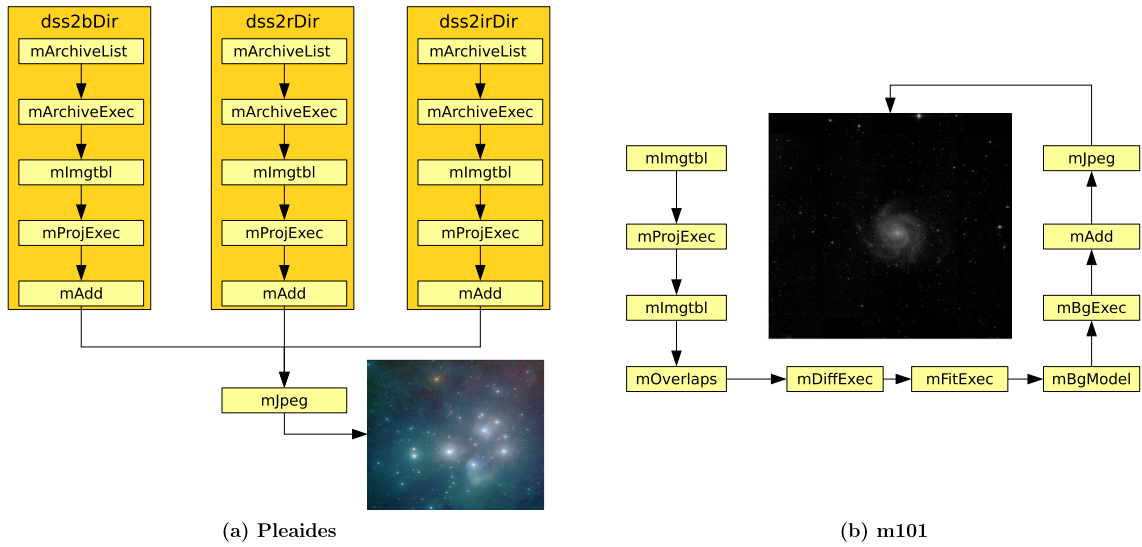 dss2bDir
mArchiveList
mArchiveExec
mImgtbl
mProjExec
mAdd
dss2rDir
mArchiveList
mArchiveExec
mImgtbl
mProjExec
mAdd
dss2irDir
mArchiveList
mArchiveExec
mImgtbl
mProjExec
mAdd
mJpeg
(a) Pleaides
mImgtbl
mProjExec
mImgtbl
mOverlaps
mDiffExec
mFitExec
mBgModel
mBgExec
mAdd
mJpeg
(b) m101